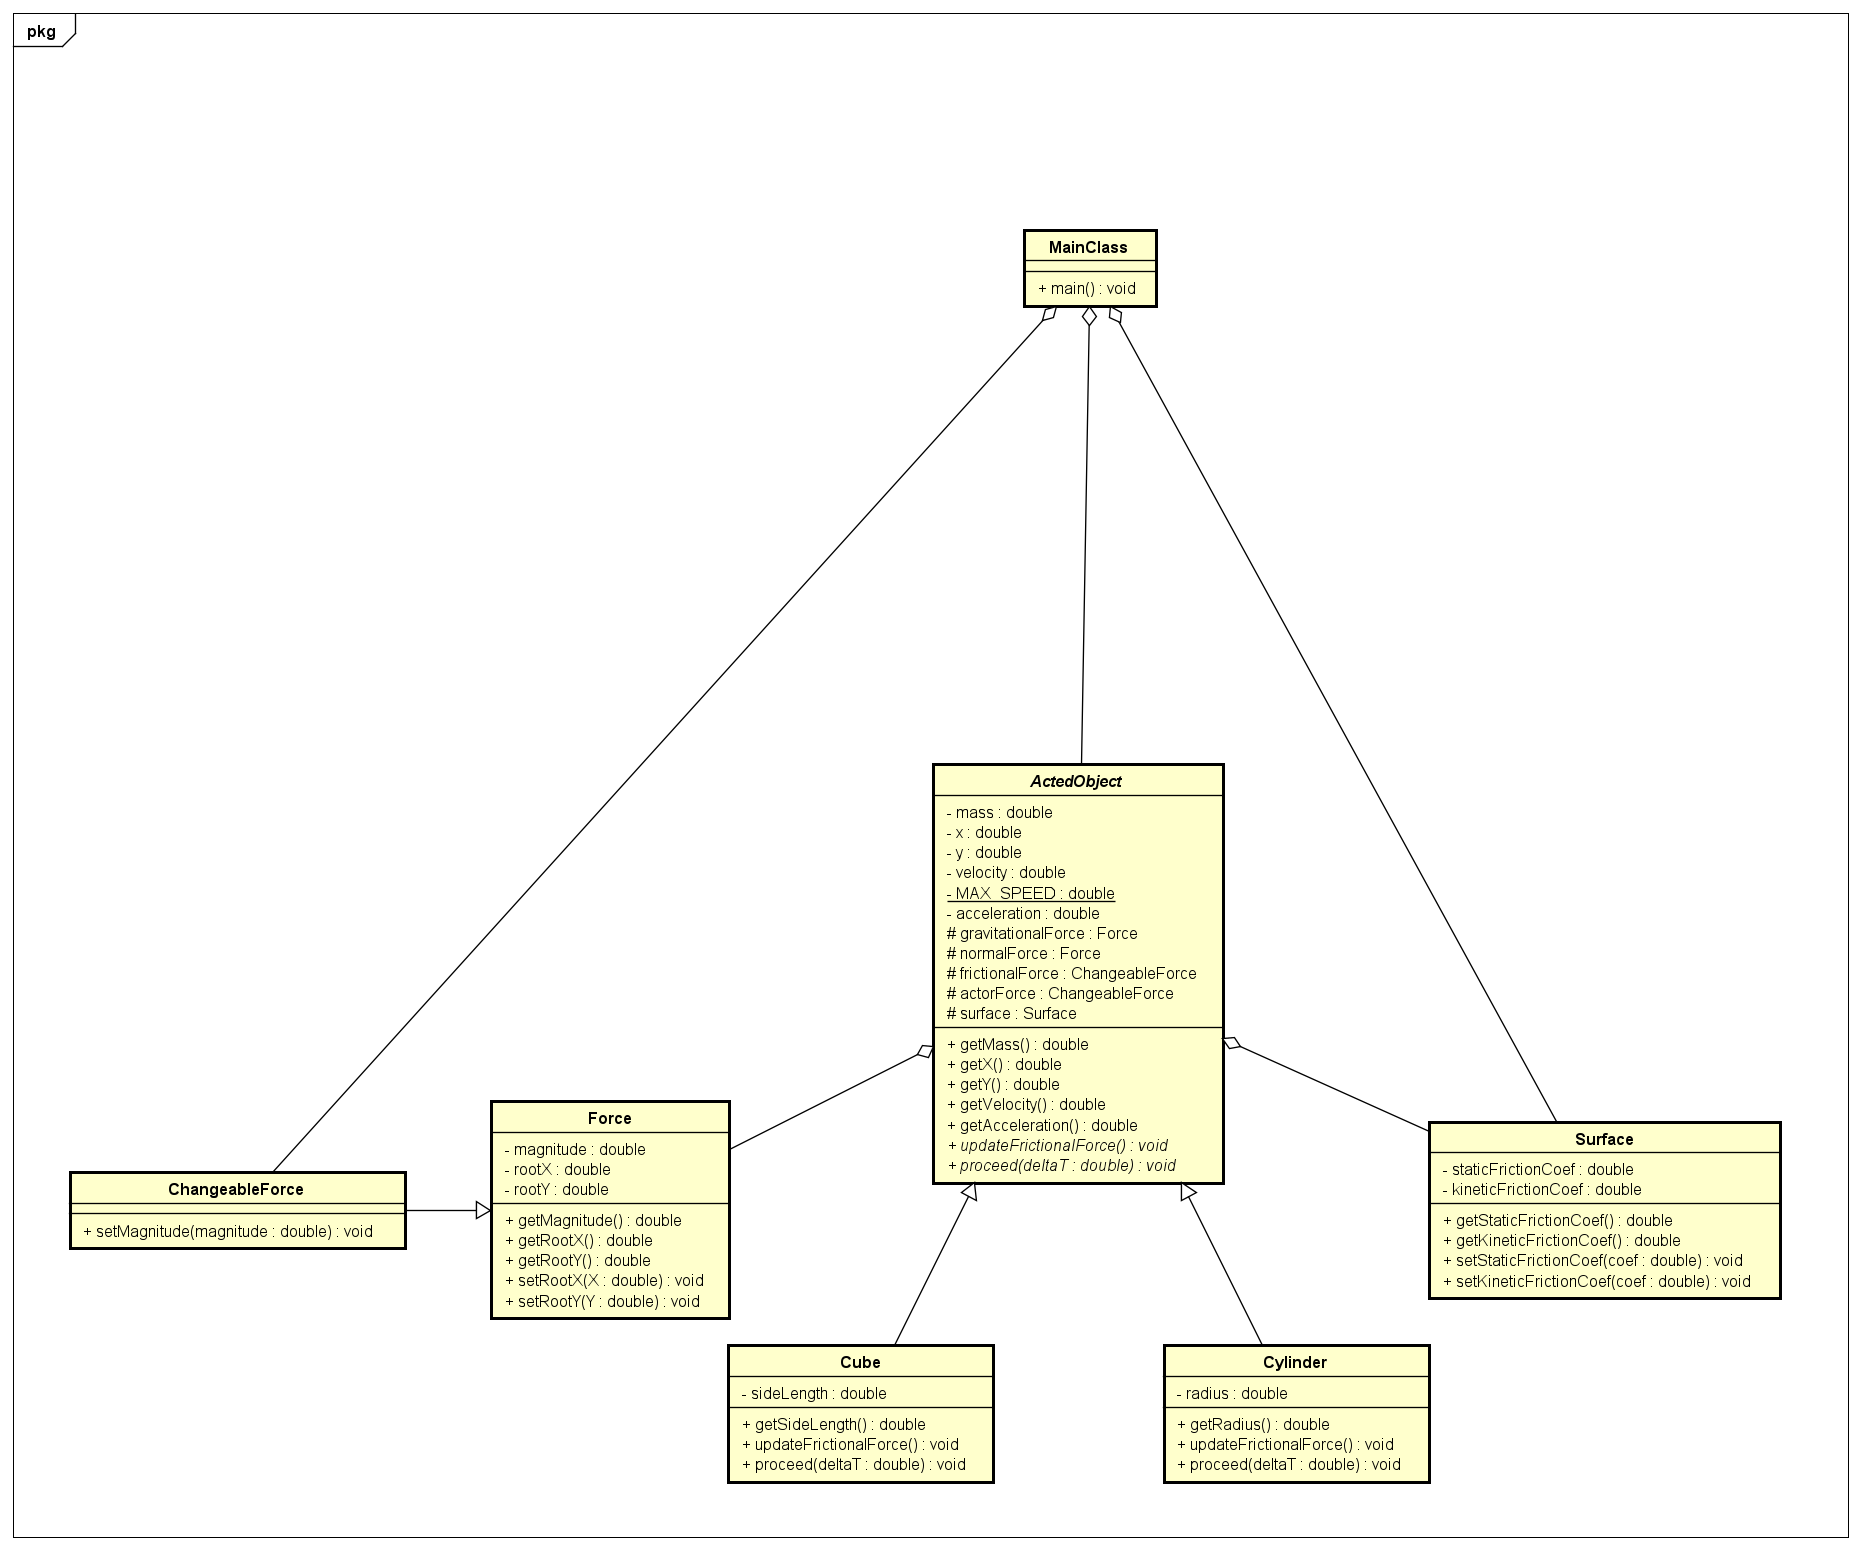 pkg
MainClass
+ main() : void
ActedObject
- mass : double
- x : double
- y : double
- velocity : double
- MAX_SPEED : double
- acceleration : double
# gravitationalForce : Force
# normalForce : Force
# frictionalForce : ChangeableForce
# actorForce : ChangeableForce
# surface : Surface
+ getMass() : double
+ getX() : double
+ getY() : double
+ getVelocity() : double
+ getAcceleration() : double
+ updateFrictionalForce() : void
+ proceed(deltaT : double) : void
Force
- magnitude : double
- rootX : double
- rootY : double
+ getMagnitude() : double
+ getRootX() : double
+ getRootY() : double
+ setRootX(X : double) : void
+ setRootY(Y : double) : void
ChangeableForce
+ setMagnitude(magnitude : double) : void
Surface
- staticFrictionCoef : double
- kineticFrictionCoef : double
+ getStaticFrictionCoef() : double
+ getKineticFrictionCoef() : double
+ setStaticFrictionCoef(coef : double) : void
+ setKineticFrictionCoef(coef : double) : void
Cube
- sideLength : double
+ getSideLength() : double
+ updateFrictionalForce() : void
+ proceed(deltaT : double) : void
Cylinder
- radius : double
+ getRadius() : double
+ updateFrictionalForce() : void
+ proceed(deltaT : double) : void